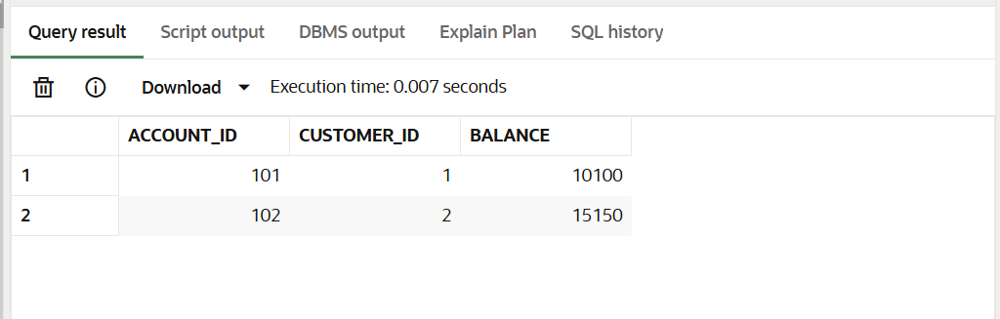 Query result Script output DBMS output Explain Plan SQL history
Download Execution time: 0.007 seconds
ACCOUNT_ID CUSTOMER_ID BALANCE
1 101 1 10100
2 102 2 15150